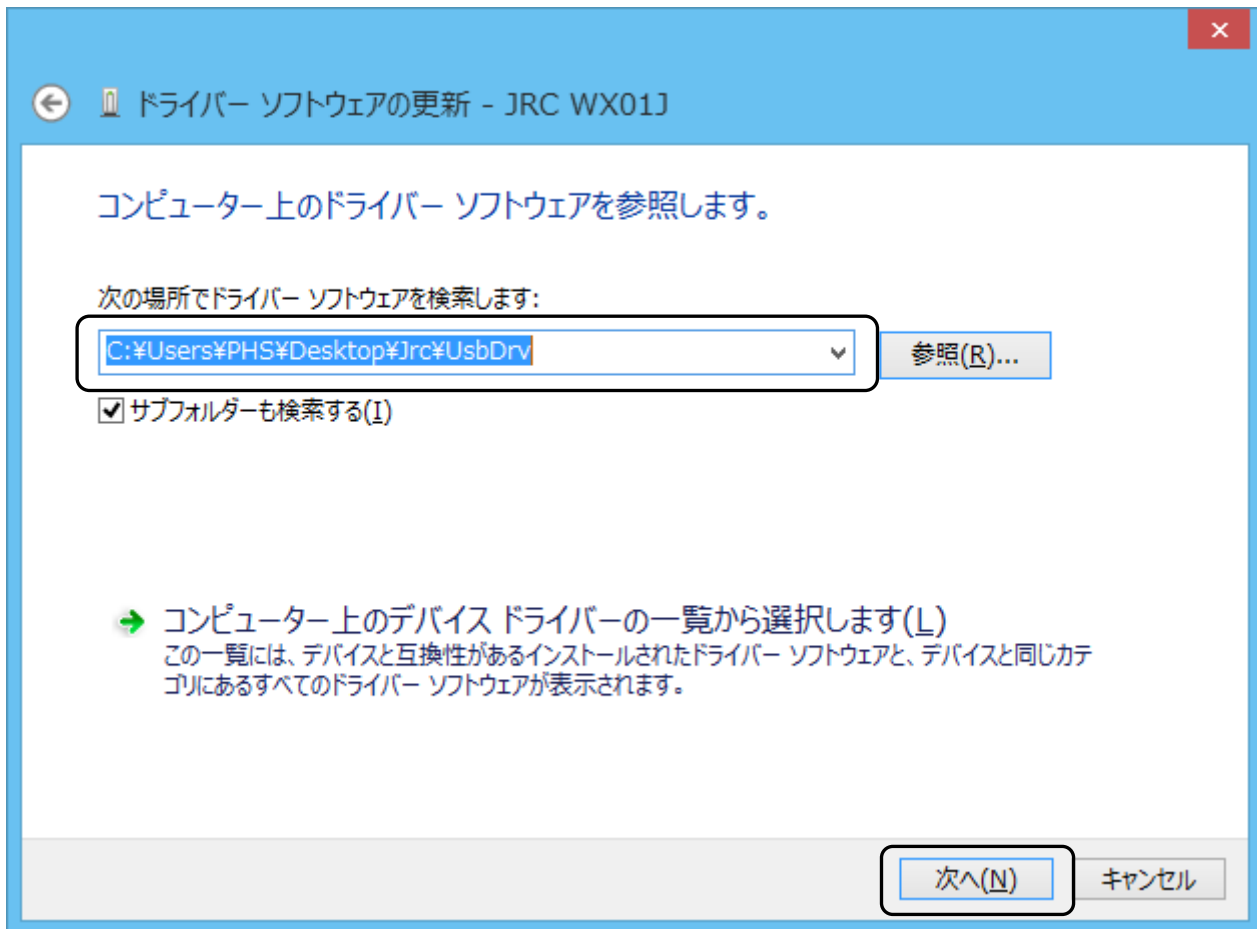 ドライバー ソフトウェアの更新 - JRC WX01J
コンピューター上のドライバー ソフトウェアを参照します。
次の場所でドライバー ソフトウェアを検索します:
C:¥Users¥PHS¥Desktop¥Jrc¥UsbDrv
参照(R)...
サブフォルダーも検索する(I)
コンピューター上のデバイス ドライバーの一覧から選択します(L)
この一覧には、デバイスと互換性があるインストールされたドライバー ソフトウェアと、デバイスと同じカテ
ゴリにあるすべてのドライバー ソフトウェアが表示されます。
次へ(N)
キャンセル